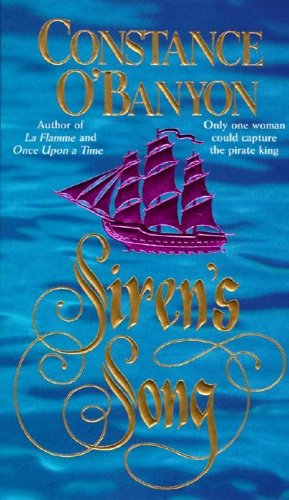 CONSTANCE
O'BANYON
Author of
La Flamme and
Once Upon a Time
Only one woman
could capture
the pirate king
Siren's
Song